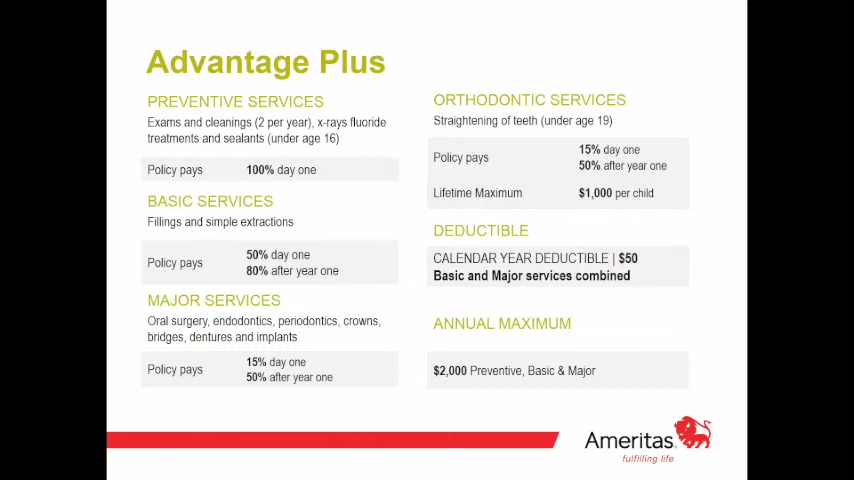 Advantage Plus
PREVENTIVE SERVICES
Exams and cleanings (2 per year), x-rays fluoride
treatments and sealants (under age 16)
Policy pays 100% day one
BASIC SERVICES
Fillings and simple extractions
Policy pays
50% day one
80% after year one
MAJOR SERVICES
Oral surgery, endodontics, periodontics, crowns,
bridges, dentures and implants
Policy pays
15% day one
50% after year one
ORTHODONTIC SERVICES
Straightening of teeth (under age 19)
Policy pays
15% day one
50% after year one
Lifetime Maximum $1,000 per child
DEDUCTIBLE
CALENDAR YEAR DEDUCTIBLE | $50
Basic and Major services combined
ANNUAL MAXIMUM
$2,000 Preventive, Basic & Major
Ameritas
fulfilling life